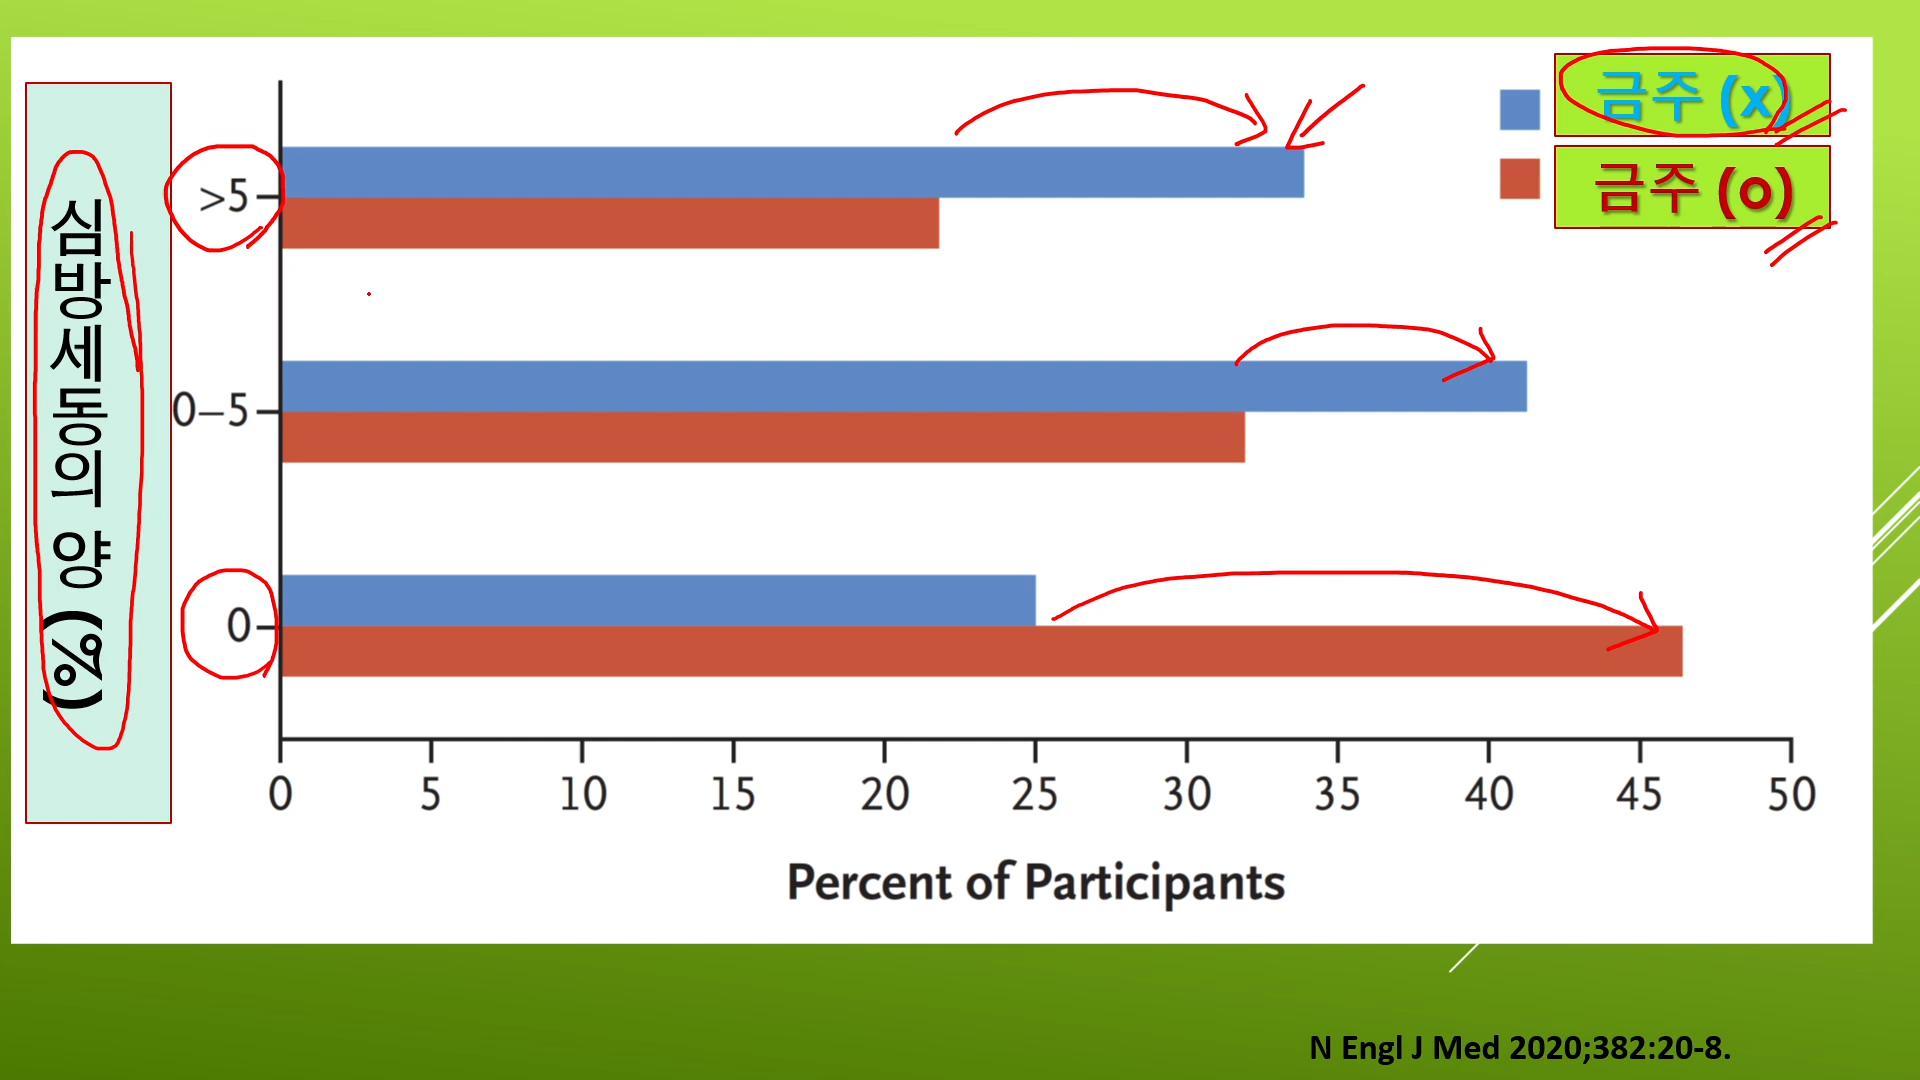 심방세동의 양 (%)
금주 (x)
금주 (o)
>5
0–5
0
0 5 10 15 20 25 30 35 40 45 50
Percent of Participants
N Engl J Med 2020;382:20-8.